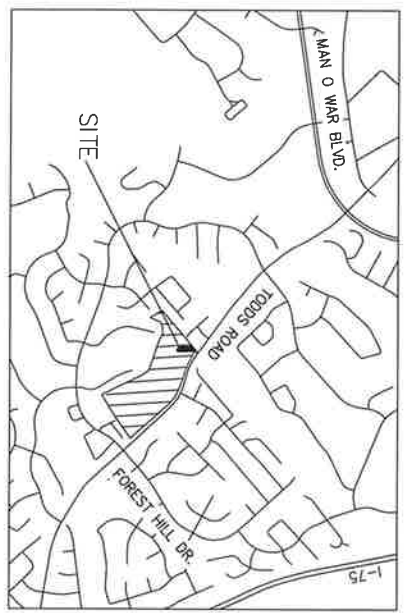 MAN O WAR BLVD.
SITE
TODDS ROAD
FOREST HILL DR.
I-75